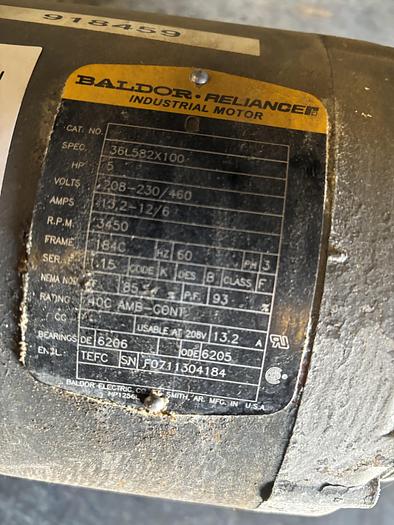 918459
BALDOR · RELIANCE
INDUSTRIAL MOTOR
CAT. NO.
SPEC. 36L582X100
HP 5
VOLTS 208-230/460
AMPS 13.2-12/6
R.P.M. 3450
FRAME 184C HZ 60 PH 3
SER. F. 1.15 CODE K DES B CLASS F
NEMA NOM 85.5 % P.F. 93 %
RATING 40C AMB-CONT
CC USABLE AT 208V 13.2 A
BEARINGS DE 6206 ODE 6205
ENCL. TEFC SN F0711304184
BALDOR ELECTRIC CO. SMITH, AR. MFG. IN U.S.A.